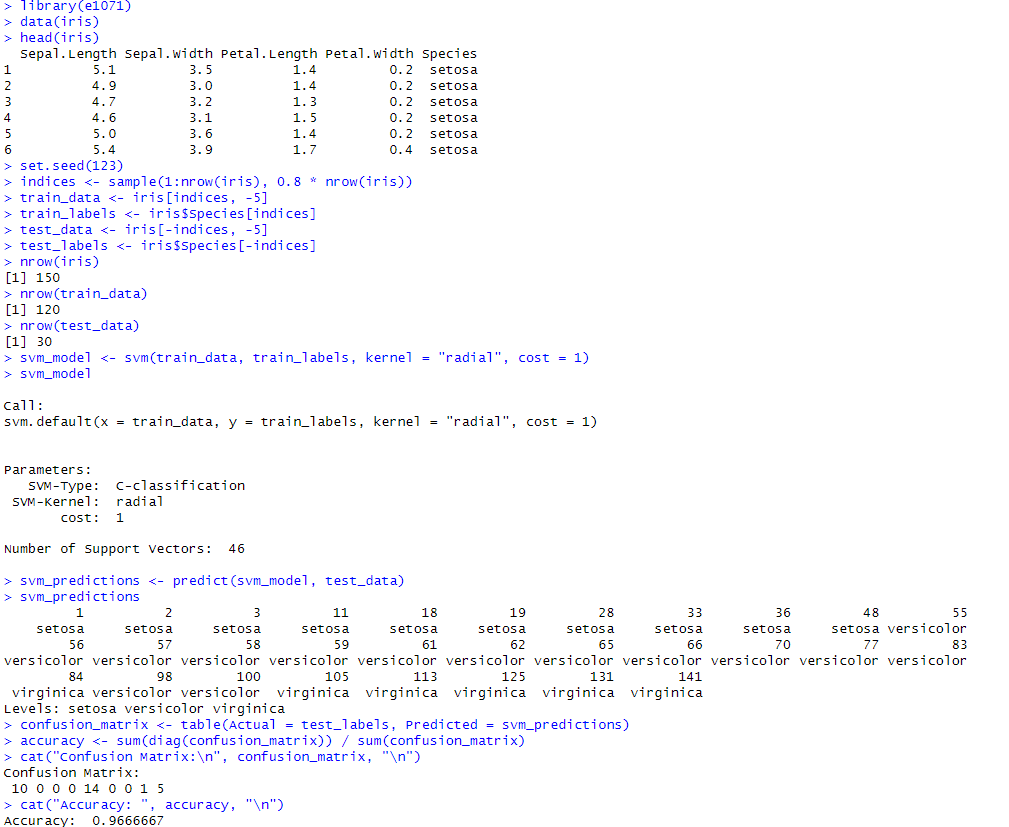 > library(e1071)
> data(iris)
> head(iris)
  Sepal.Length Sepal.Width Petal.Length Petal.Width Species
1          5.1         3.5          1.4         0.2  setosa
2          4.9         3.0          1.4         0.2  setosa
3          4.7         3.2          1.3         0.2  setosa
4          4.6         3.1          1.5         0.2  setosa
5          5.0         3.6          1.4         0.2  setosa
6          5.4         3.9          1.7         0.4  setosa
> set.seed(123)
> indices <- sample(1:nrow(iris), 0.8 * nrow(iris))
> train_data <- iris[indices, -5]
> train_labels <- iris$Species[indices]
> test_data <- iris[-indices, -5]
> test_labels <- iris$Species[-indices]
> nrow(iris)
[1] 150
> nrow(train_data)
[1] 120
> nrow(test_data)
[1] 30
> svm_model <- svm(train_data, train_labels, kernel = "radial", cost = 1)
> svm_model

Call:
svm.default(x = train_data, y = train_labels, kernel = "radial", cost = 1)


Parameters:
   SVM-Type:  C-classification
 SVM-Kernel:  radial
       cost:  1

Number of Support Vectors:  46

> svm_predictions <- predict(svm_model, test_data)
> svm_predictions
         1          2          3         11         18         19         28         33         36         48         55
    setosa     setosa     setosa     setosa     setosa     setosa     setosa     setosa     setosa     setosa versicolor
        56         57         58         59         61         62         65         66         70         77         83
versicolor versicolor versicolor versicolor versicolor versicolor versicolor versicolor versicolor versicolor versicolor
        84         98        100        105        113        125        131        141
 virginica versicolor versicolor  virginica  virginica  virginica  virginica  virginica
Levels: setosa versicolor virginica
> confusion_matrix <- table(Actual = test_labels, Predicted = svm_predictions)
> accuracy <- sum(diag(confusion_matrix)) / sum(confusion_matrix)
> cat("Confusion Matrix:\n", confusion_matrix, "\n")
Confusion Matrix:
 10 0 0 0 14 0 0 1 5
> cat("Accuracy: ", accuracy, "\n")
Accuracy:  0.9666667